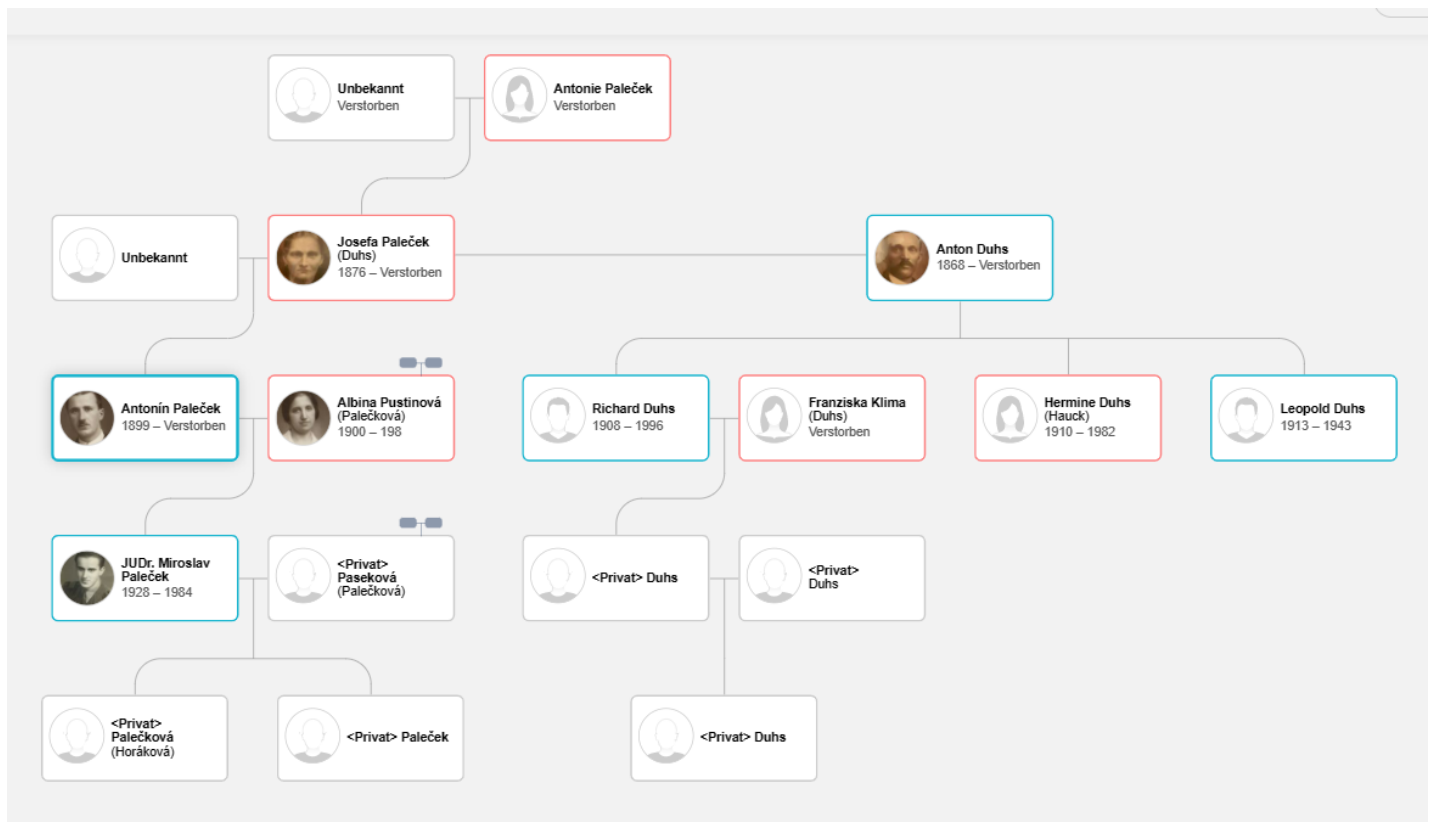 Unbekannt
Verstorben
Antonie Paleček
Verstorben
Unbekannt
Josefa Paleček
(Duhs)
1876 – Verstorben
Anton Duhs
1868 – Verstorben
Antonín Paleček
1899 – Verstorben
Albina Pustinová
(Palečková)
1900 – 198
Richard Duhs
1908 – 1996
Franziska Klima
(Duhs)
Verstorben
Hermine Duhs
(Hauck)
1910 – 1982
Leopold Duhs
1913 – 1943
JUDr. Miroslav
Paleček
1928 – 1984
<Privat>
Paseková
(Palečková)
<Privat> Duhs
<Privat>
Duhs
<Privat>
Palečková
(Horáková)
<Privat> Paleček
<Privat> Duhs